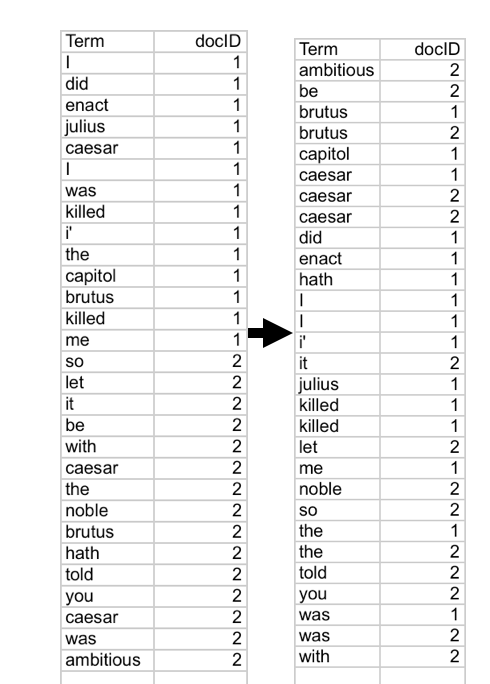 Term docID
I 1
did 1
enact 1
julius 1
caesar 1
I 1
was 1
killed 1
i' 1
the 1
capitol 1
brutus 1
killed 1
me 1
so 2
let 2
it 2
be 2
with 2
caesar 2
the 2
noble 2
brutus 2
hath 2
told 2
you 2
caesar 2
was 2
ambitious 2
Term docID
ambitious 2
be 2
brutus 1
brutus 2
capitol 1
caesar 1
caesar 2
caesar 2
did 1
enact 1
hath 1
I 1
I 1
i' 1
it 2
julius 1
killed 1
killed 1
let 2
me 1
noble 2
so 2
the 1
the 2
told 2
you 2
was 1
was 2
with 2